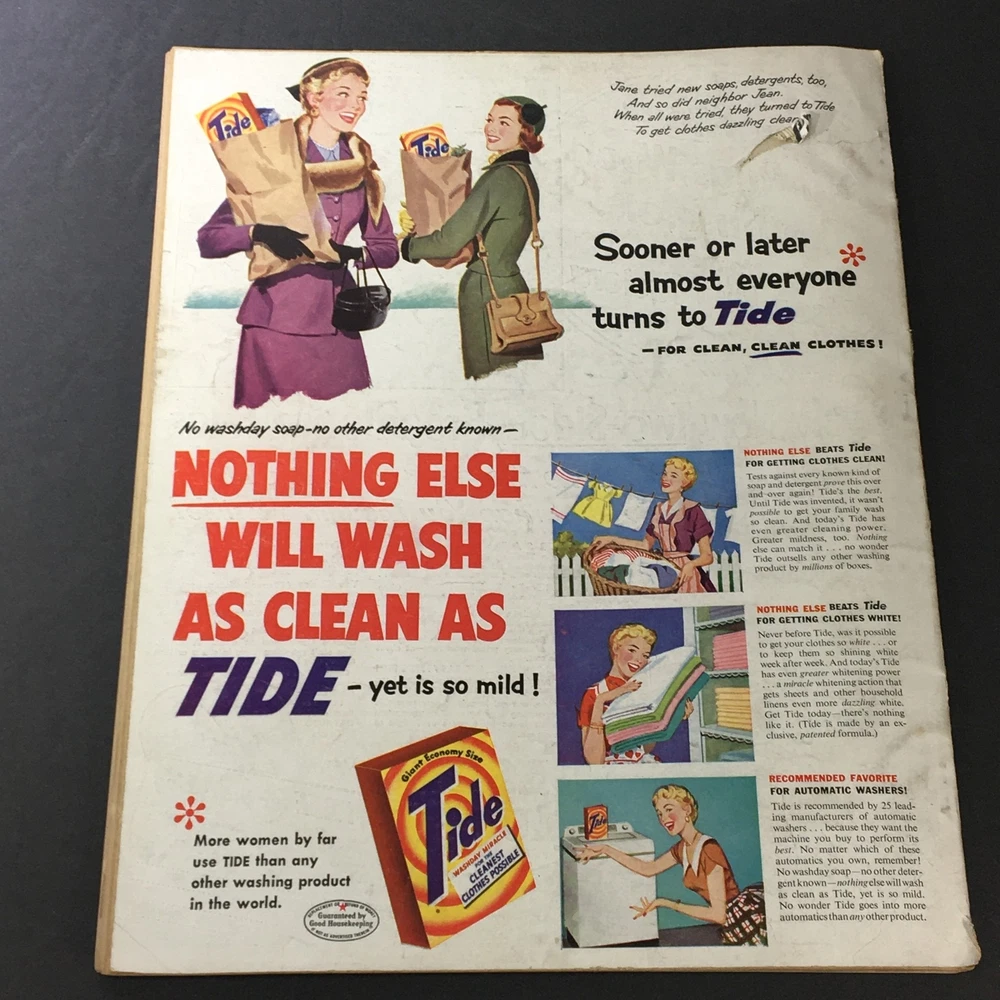 Tide
Tide
Jane tried new soaps, detergents, too,
And so did neighbor Jean.
When all were tried, they turned to Tide
To get clothes dazzling clean
Sooner or later
almost everyone*
turns to Tide
—FOR CLEAN, CLEAN CLOTHES!
No washday soap-no other detergent known—
NOTHING ELSE
WILL WASH
AS CLEAN AS
TIDE - yet is so mild!
NOTHING ELSE BEATS Tide
FOR GETTING CLOTHES CLEAN!
Tests against every known kind of
soap and detergent prove this over
and over again! Tide's the best.
Until Tide was invented, it wasn't
possible to get your family wash
so clean. And today's Tide has
even greater cleaning power.
Greater mildness, too. Nothing
else can match it . . . no wonder
Tide outsells any other washing
product by millions of boxes.
NOTHING ELSE BEATS Tide
FOR GETTING CLOTHES WHITE!
Never before Tide, was it possible
to get your clothes so white . . . or
to keep them so shining white
week after week. And today's Tide
has even greater whitening power
. . . a miracle whitening action that
gets sheets and other household
linens even more dazzling white.
Get Tide today—there's nothing
like it. (Tide is made by an ex-
clusive, patented formula.)
RECOMMENDED FAVORITE
FOR AUTOMATIC WASHERS!
Tide is recommended by 25 lead-
ing manufacturers of automatic
washers . . . because they want the
machine you buy to perform its
best. No matter which of these
automatics you own, remember!
No washday soap—no other deter-
gent known—nothing else will wash
as clean as Tide, yet is so mild.
No wonder Tide goes into more
automatics than any other product.
Tide
Giant Economy Size
Tide
WASHDAY MIRACLE
FOR THE
CLEANEST
CLOTHES POSSIBLE
*
More women by far
use TIDE than any
other washing product
in the world.
REPLACEMENT OR REFUND OF MONEY
Guaranteed by
Good Housekeeping
IF NOT AS ADVERTISED THEREIN